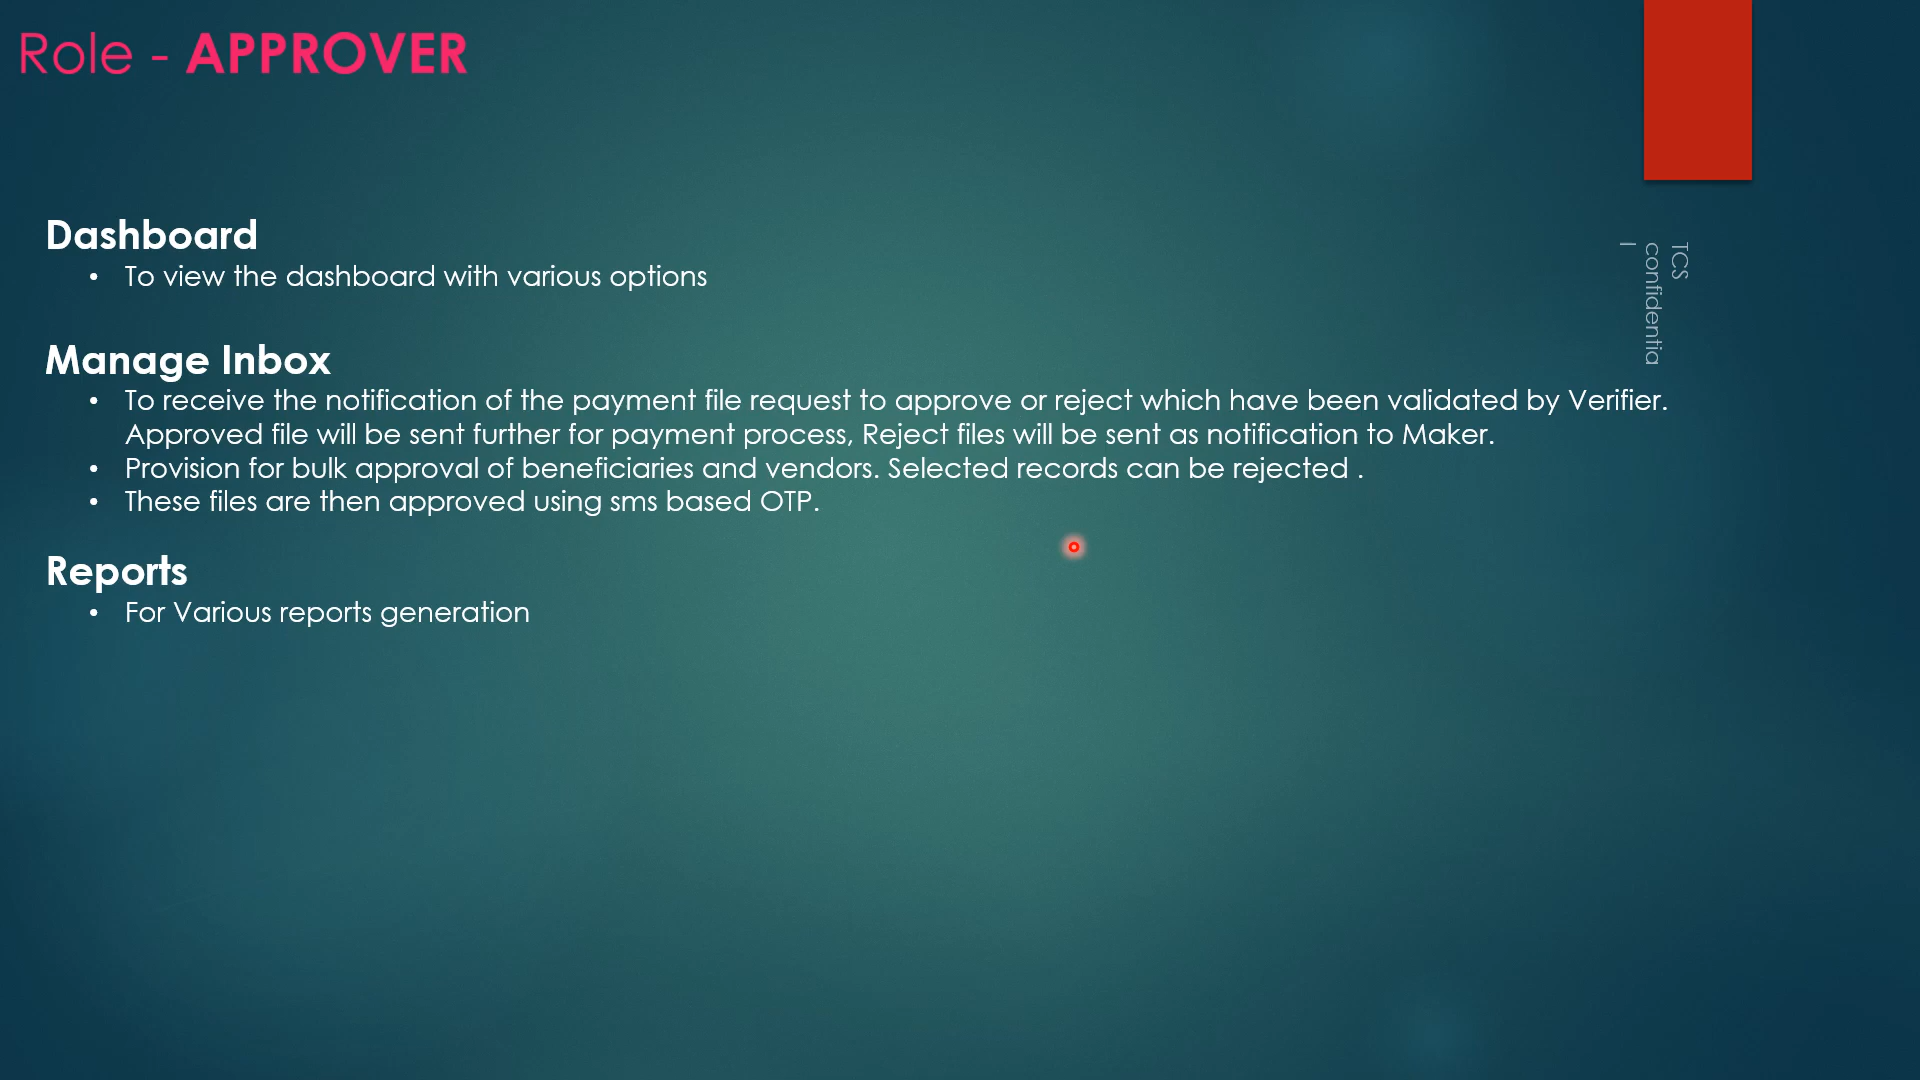 Role - APPROVER
Dashboard
• To view the dashboard with various options
Manage Inbox
• To receive the notification of the payment file request to approve or reject which have been validated by Verifier.
Approved file will be sent further for payment process, Reject files will be sent as notification to Maker.
• Provision for bulk approval of beneficiaries and vendors. Selected records can be rejected .
• These files are then approved using sms based OTP.
Reports
• For Various reports generation
TCS
confidentia
l